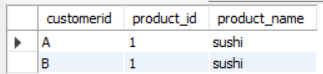 customerid product_id product_name
A 1 sushi
B 1 sushi